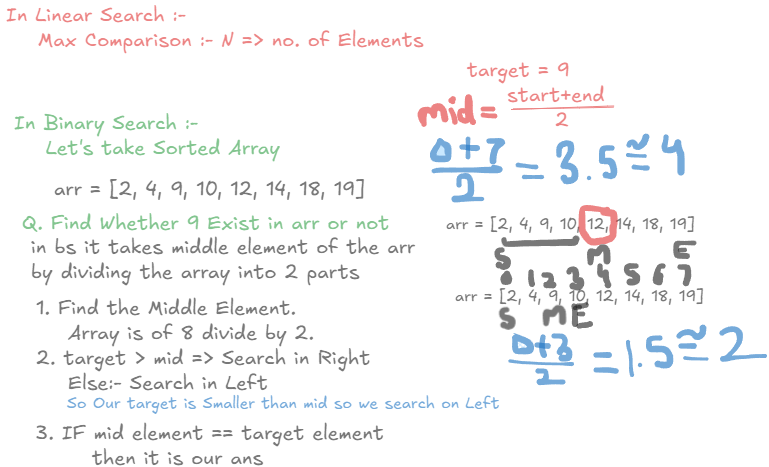 In Linear Search :-
Max Comparison :- N => no. of Elements
target = 9
mid = start+end
2
In Binary Search :-
Let's take Sorted Array
arr = [2, 4, 9, 10, 12, 14, 18, 19]
0+7
2
= 3.5 ≅ 4
Q. Find Whether 9 Exist in arr or not
in bs it takes middle element of the arr
by dividing the array into 2 parts
1. Find the Middle Element.
Array is of 8 divide by 2.
2. target > mid => Search in Right
Else:- Search in Left
So Our target is Smaller than mid so we search on Left
3. IF mid element == target element
then it is our ans
arr = [2, 4, 9, 10, 12, 14, 18, 19]
S M E
0 1 2 3 4 5 6 7
arr = [2, 4, 9, 10, 12, 14, 18, 19]
S M E
0+3
2
= 1.5 ≅ 2